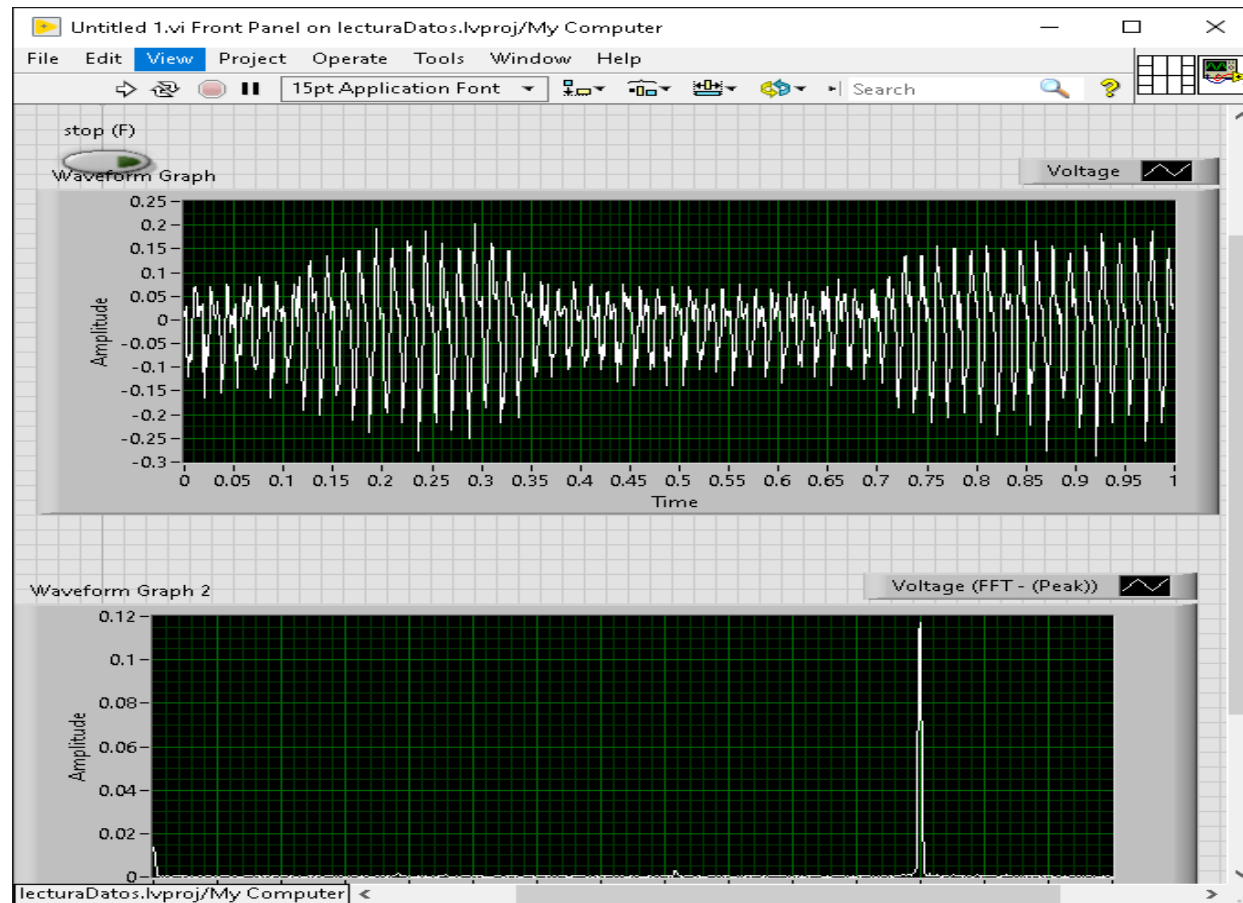 Untitled 1.vi Front Panel on lecturaDatos.lvproj/My Computer
File Edit View Project Operate Tools Window Help
15pt Application Font Search
stop (F)
Waveform Graph
Voltage
0.25
0.2
0.15
0.1
0.05
0
-0.05
-0.1
-0.15
-0.2
-0.25
-0.3
Amplitude
0 0.05 0.1 0.15 0.2 0.25 0.3 0.35 0.4 0.45 0.5 0.55 0.6 0.65 0.7 0.75 0.8 0.85 0.9 0.95 1
Time
Waveform Graph 2
Voltage (FFT - (Peak))
0.12
0.1
0.08
0.06
0.04
0.02
0
Amplitude
lecturaDatos.lvproj/My Computer